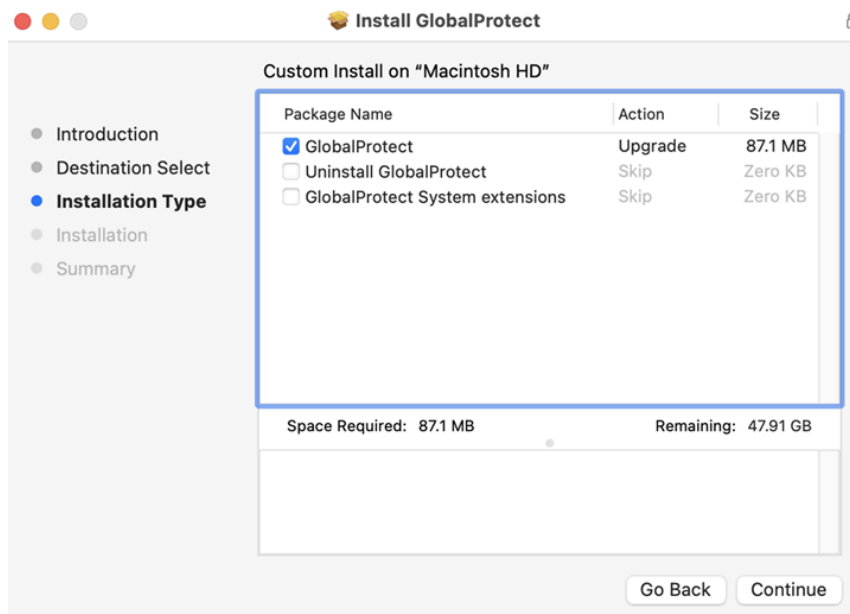 Install GlobalProtect
Custom Install on “Macintosh HD”
Introduction
Destination Select
Installation Type
Installation
Summary
Package Name Action Size
GlobalProtect Upgrade 87.1 MB
Uninstall GlobalProtect Skip Zero KB
GlobalProtect System extensions Skip Zero KB
Space Required: 87.1 MB Remaining: 47.91 GB
Go Back Continue